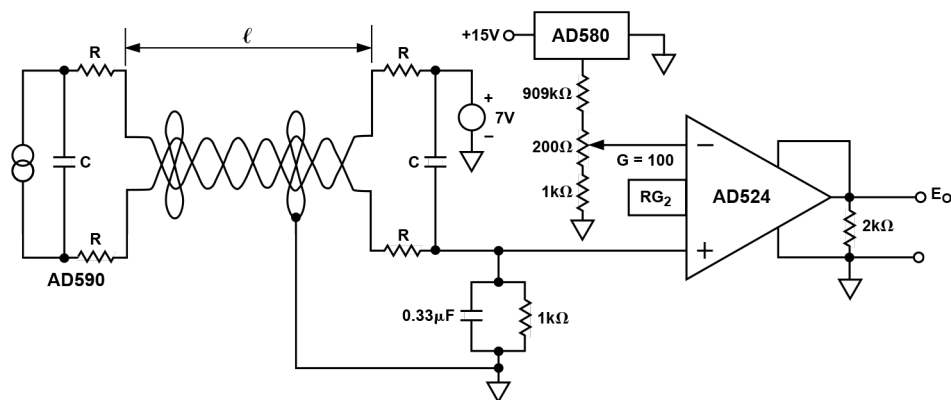 ℓ
R
C
R
AD590
R
C
R
+
7V
−
0.33µF
1kΩ
+15V
AD580
909kΩ
200Ω
1kΩ
G = 100
RG₂
−
AD524
+
2kΩ
EO